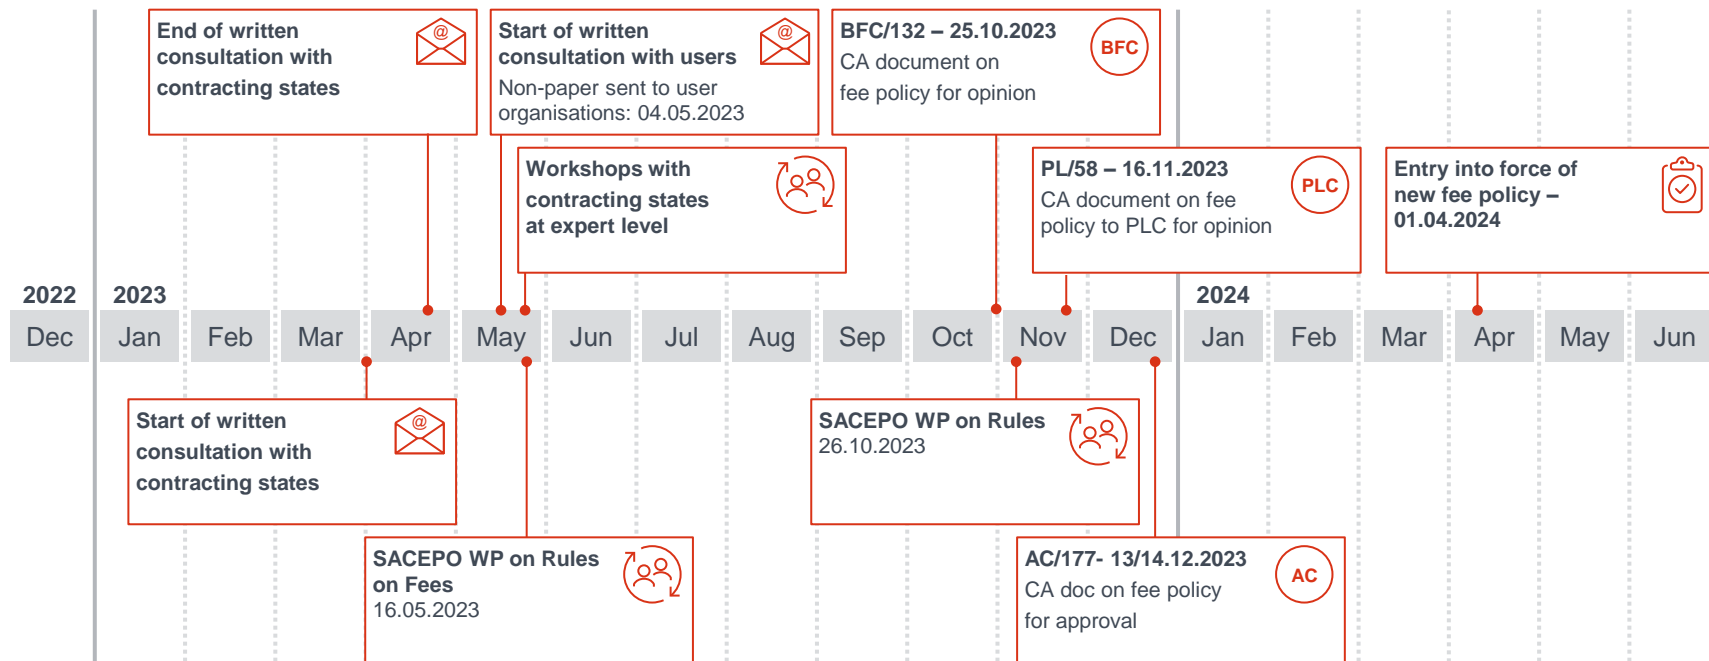 End of written
consultation with
contracting states
@
Start of written
consultation with users
Non-paper sent to user
organisations: 04.05.2023
@
BFC/132 – 25.10.2023
CA document on
fee policy for opinion
BFC
Workshops with
contracting states
at expert level
PL/58 – 16.11.2023
CA document on fee
policy to PLC for opinion
PLC
Entry into force of
new fee policy –
01.04.2024
2022
2023
2024
Dec
Jan
Feb
Mar
Apr
May
Jun
Jul
Aug
Sep
Oct
Nov
Dec
Jan
Feb
Mar
Apr
May
Jun
Start of written
consultation with
contracting states
@
SACEPO WP on Rules
26.10.2023
SACEPO WP on Rules
on Fees
16.05.2023
AC/177- 13/14.12.2023
CA doc on fee policy
for approval
AC